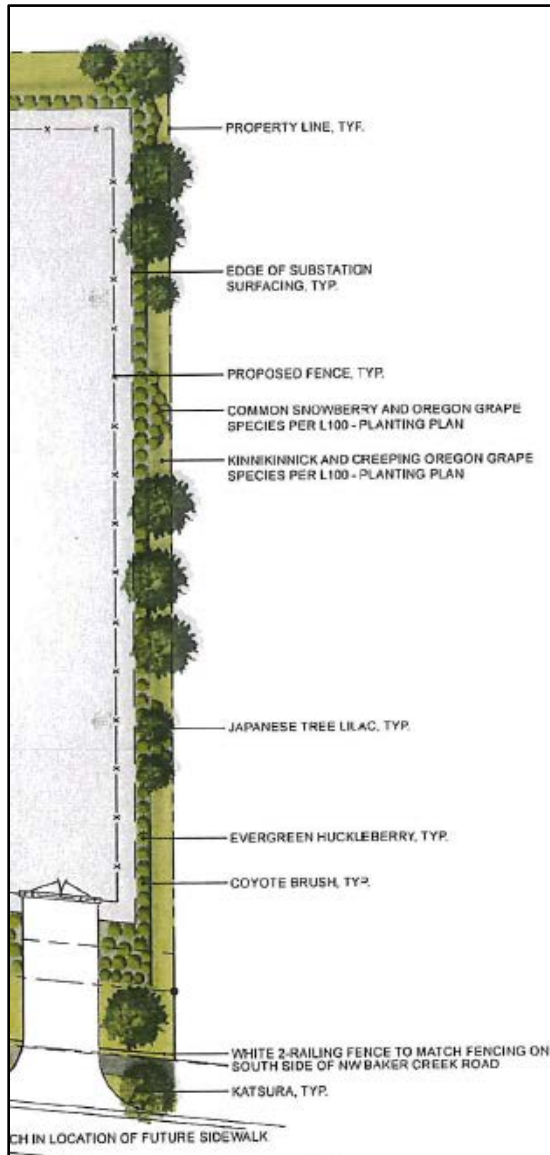 PROPERTY LINE, TYP.
EDGE OF SUBSTATION
SURFACING, TYP.
PROPOSED FENCE, TYP.
COMMON SNOWBERRY AND OREGON GRAPE
SPECIES PER L100 - PLANTING PLAN
KINNIKINNICK AND CREEPING OREGON GRAPE
SPECIES PER L100 - PLANTING PLAN
JAPANESE TREE LILAC, TYP.
EVERGREEN HUCKLEBERRY, TYP.
COYOTE BRUSH, TYP.
WHITE 2-RAILING FENCE TO MATCH FENCING ON
SOUTH SIDE OF NW BAKER CREEK ROAD
KATSURA, TYP.
CH IN LOCATION OF FUTURE SIDEWALK